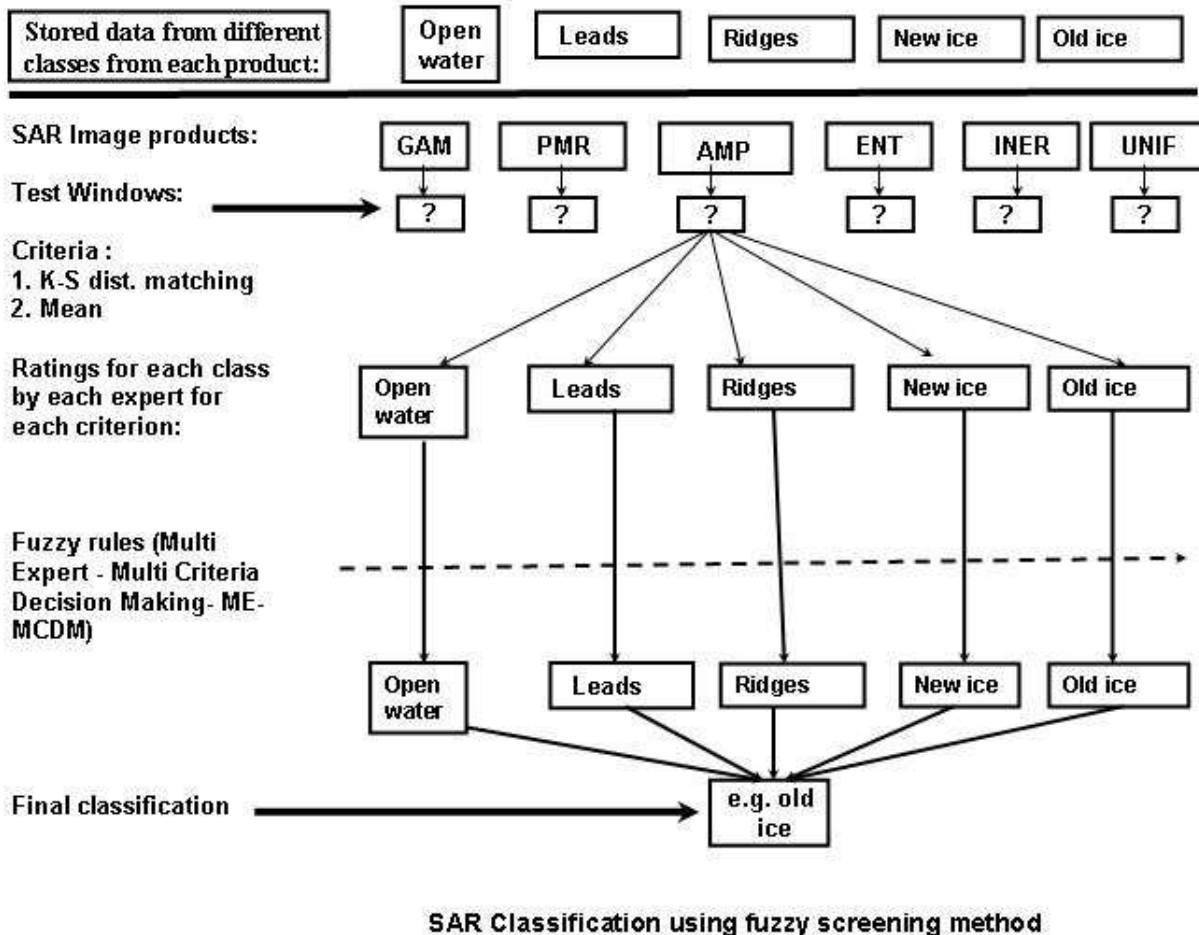 Stored data from different
classes from each product:
Open
water
Leads
Ridges
New ice
Old ice
SAR Image products:
GAM
PMR
AMP
ENT
INER
UNIF
Test Windows:
?
?
?
?
?
?
Criteria :
1. K-S dist. matching
2. Mean
Ratings for each class
by each expert for
each criterion:
Open
water
Leads
Ridges
New ice
Old ice
Fuzzy rules (Multi
Expert - Multi Criteria
Decision Making- ME-
MCDM)
Open
water
Leads
Ridges
New ice
Old ice
Final classification
e.g. old
ice
SAR Classification using fuzzy screening method